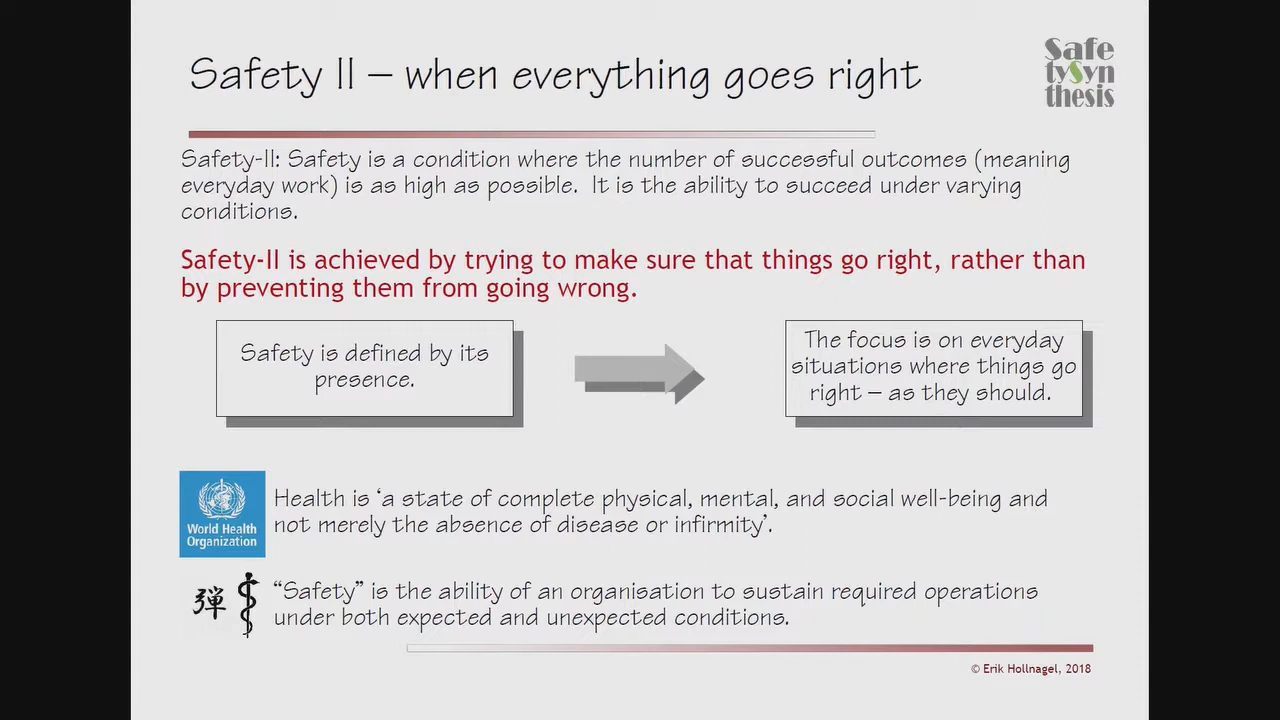 Safety II – when everything goes right
Safe
tySyn
thesis
Safety-II: Safety is a condition where the number of successful outcomes (meaning
everyday work) is as high as possible. It is the ability to succeed under varying
conditions.
Safety-II is achieved by trying to make sure that things go right, rather than
by preventing them from going wrong.
Safety is defined by its
presence.
The focus is on everyday
situations where things go
right – as they should.
World Health
Organization
Health is ‘a state of complete physical, mental, and social well-being and
not merely the absence of disease or infirmity’.
弾
“Safety” is the ability of an organisation to sustain required operations
under both expected and unexpected conditions.
© Erik Hollnagel, 2018